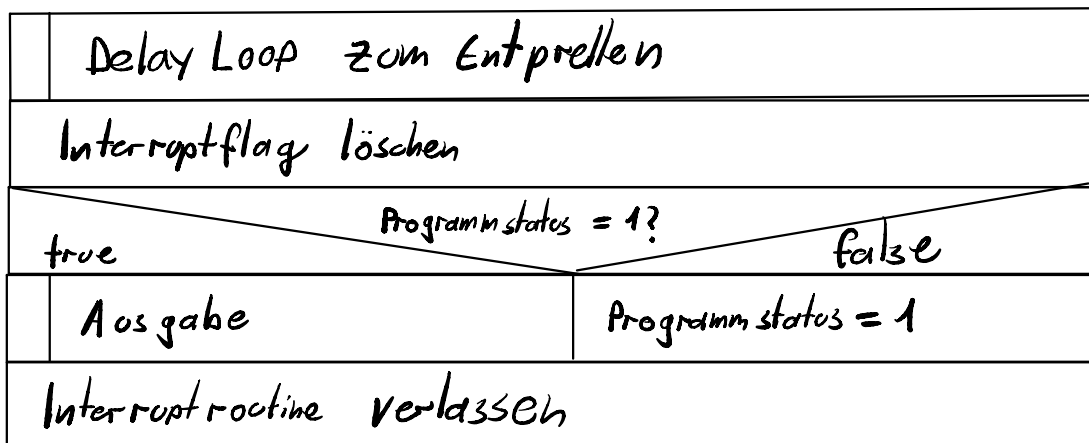 Delay Loop zum Entprellen
Interruptflag löschen
Programmstatus = 1?
true
false
Ausgabe
Programmstatus = 1
Interruptroutine verlassen